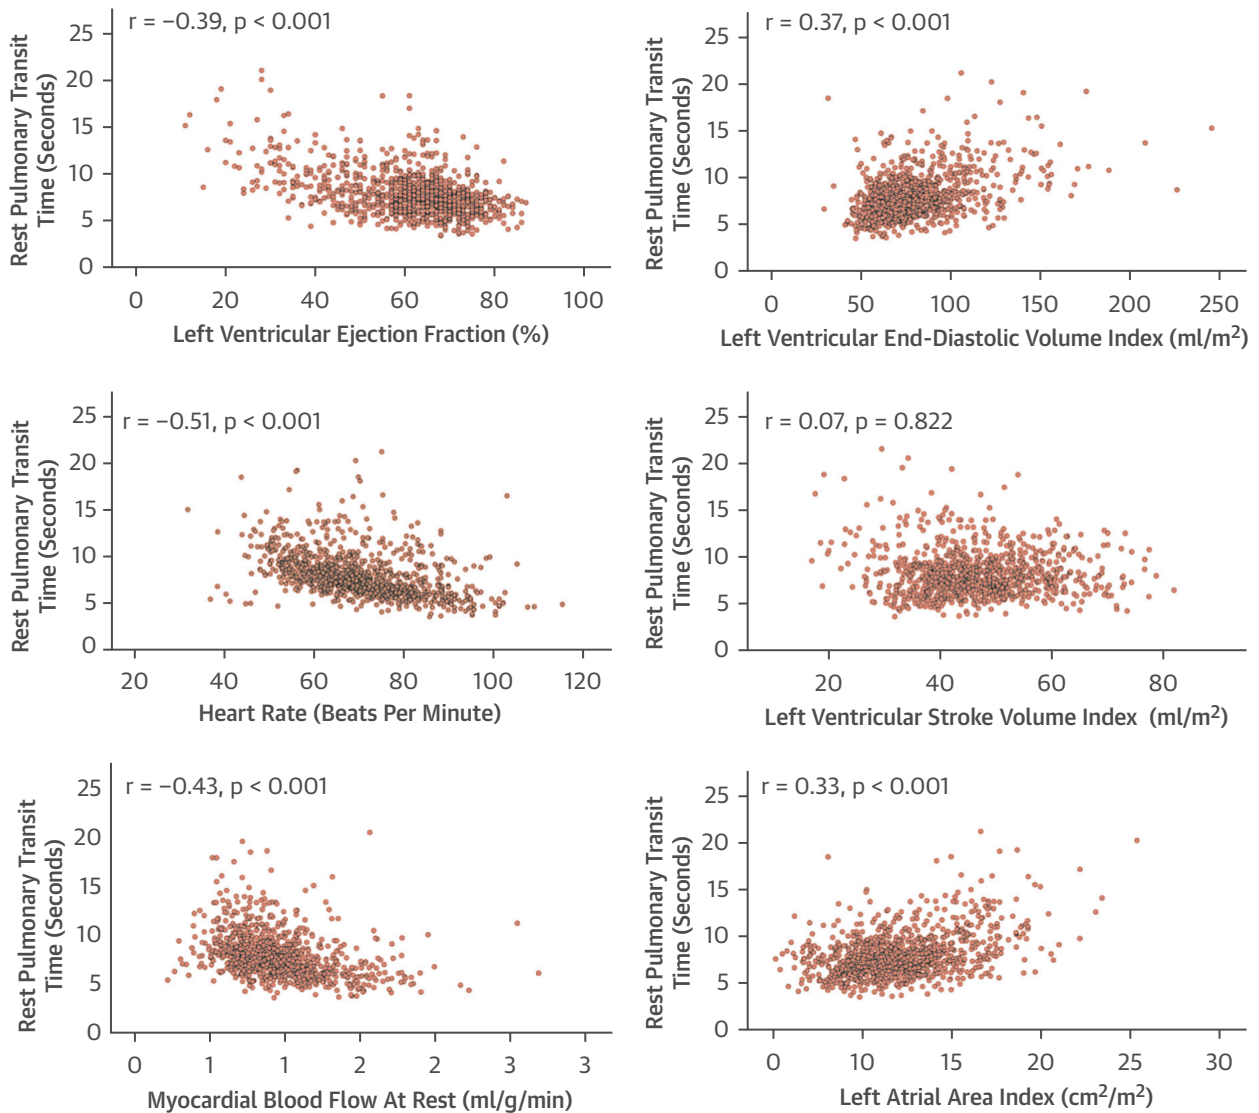 r = −0.39, p < 0.001
Rest Pulmonary Transit
Time (Seconds)
25
20
15
10
5
0
0 20 40 60 80 100
Left Ventricular Ejection Fraction (%)
r = 0.37, p < 0.001
Rest Pulmonary Transit
Time (Seconds)
25
20
15
10
5
0
0 50 100 150 200 250
Left Ventricular End-Diastolic Volume Index (ml/m²)
r = −0.51, p < 0.001
Rest Pulmonary Transit
Time (Seconds)
25
20
15
10
5
0
20 40 60 80 100 120
Heart Rate (Beats Per Minute)
r = 0.07, p = 0.822
Rest Pulmonary Transit
Time (Seconds)
25
20
15
10
5
0
20 40 60 80
Left Ventricular Stroke Volume Index (ml/m²)
r = −0.43, p < 0.001
Rest Pulmonary Transit
Time (Seconds)
25
20
15
10
5
0
0 1 1 2 2 3 3
Myocardial Blood Flow At Rest (ml/g/min)
r = 0.33, p < 0.001
Rest Pulmonary Transit
Time (Seconds)
25
20
15
10
5
0
0 10 15 20 25 30
Left Atrial Area Index (cm²/m²)